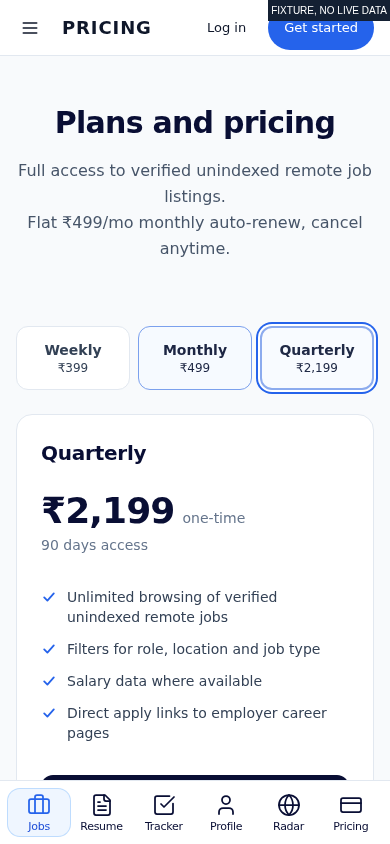 FIXTURE, NO LIVE DATA
PRICING
Log in
Get started
Plans and pricing
Full access to verified unindexed remote job
listings.
Flat ₹499/mo monthly auto-renew, cancel
anytime.
Weekly
₹399
Monthly
₹499
Quarterly
₹2,199
Quarterly
₹2,199 one-time
90 days access
Unlimited browsing of verified
unindexed remote jobs
Filters for role, location and job type
Salary data where available
Direct apply links to employer career
pages
Jobs
Resume
Tracker
Profile
Radar
Pricing